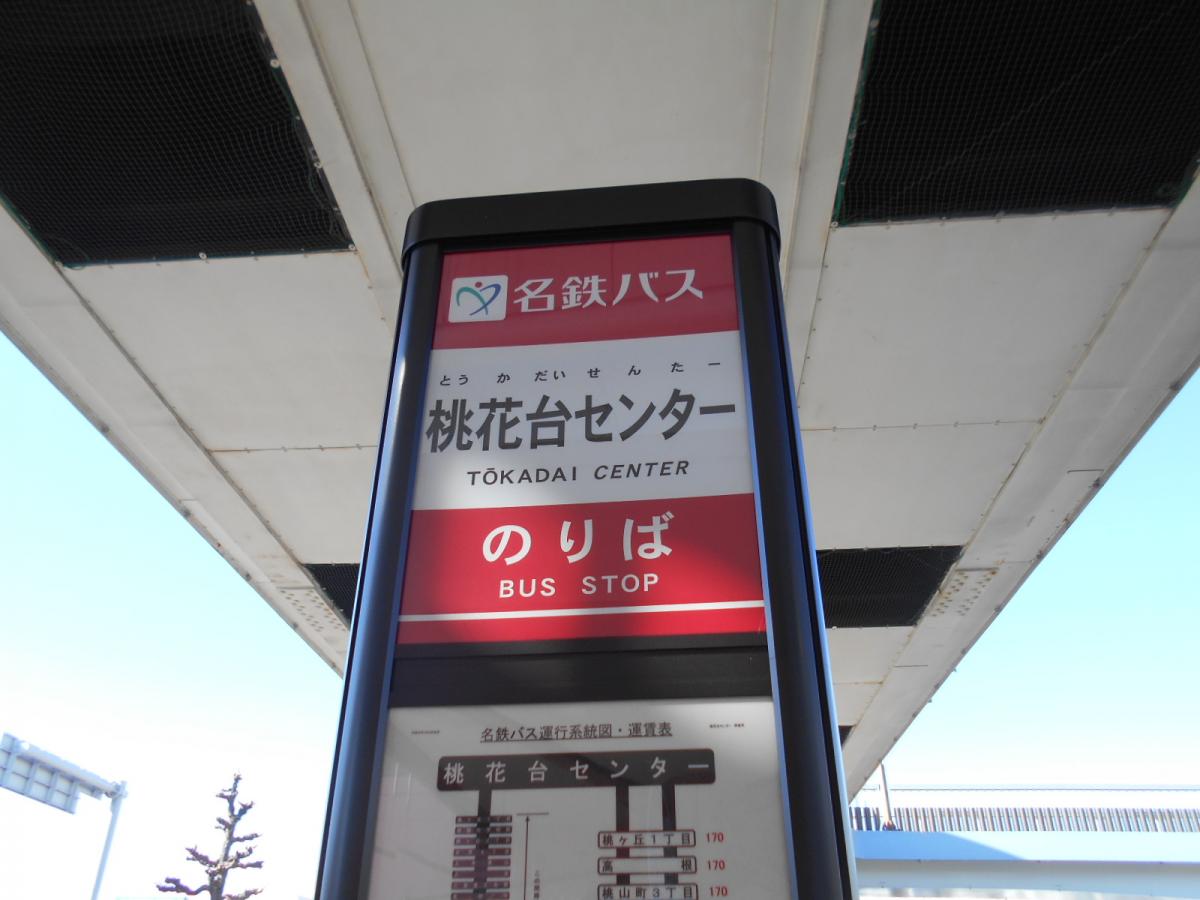 名鉄バス
とうかだいせんたー
桃花台センター
TŌKADAI CENTER
のりば
BUS STOP
名鉄バス運行系統図・運賃表
桃花台センター
桃ヶ丘1丁目 170
高根 170
桃山町3丁目 170